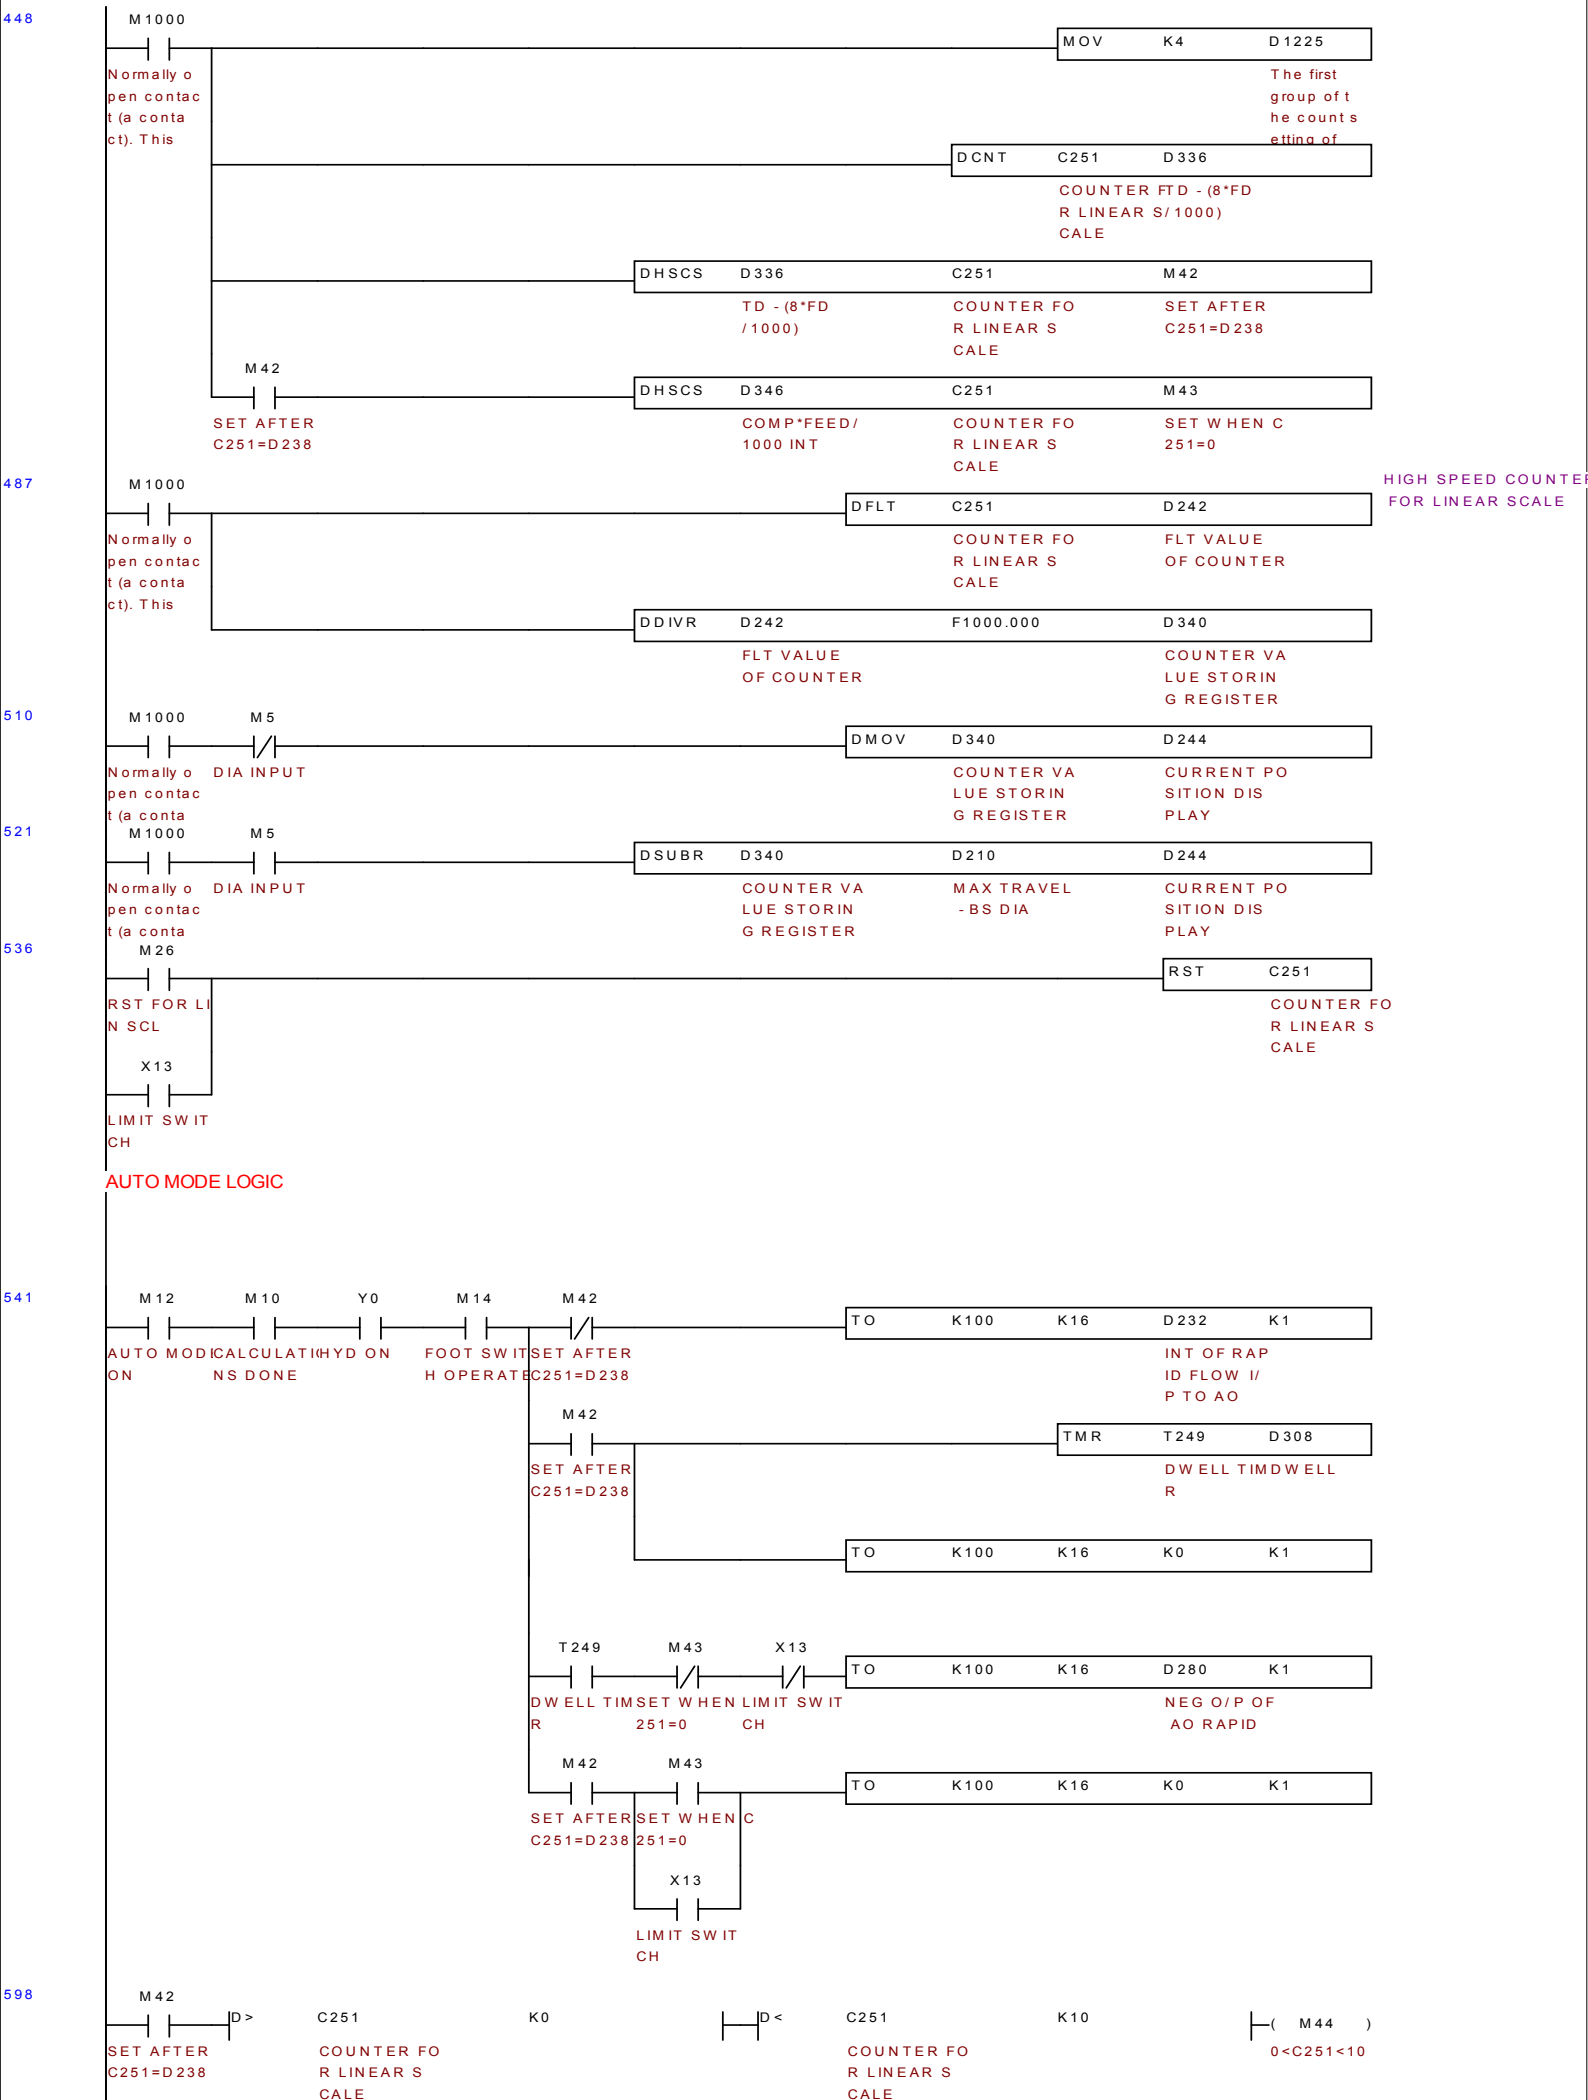 448
M1000
MOV K4 D1225
Normally o
pen contac
t (a conta
ct). This
The first
group of t
he count s
etting of
DCNT C251 D336
COUNTER F TD - (8*FD
R LINEAR S /1000)
CALE
DHSCS D336 C251 M42
TD - (8*FD COUNTER FO SET AFTER
/1000) R LINEAR S C251=D238
CALE
M42
DHSCS D346 C251 M43
SET AFTER COMP*FEED/ COUNTER FO SET WHEN C
C251=D238 1000 INT R LINEAR S 251=0
CALE
HIGH SPEED COUNTER
FOR LINEAR SCALE
487
M1000
DFLT C251 D242
Normally o COUNTER FO FLT VALUE
pen contac R LINEAR S OF COUNTER
t (a conta CALE
ct). This
DDIVR D242 F1000.000 D340
FLT VALUE COUNTER VA
OF COUNTER LUE STORIN
G REGISTER
510
M1000 M5
DMOV D340 D244
Normally o DIA INPUT COUNTER VA CURRENT PO
pen contac LUE STORIN SITION DIS
t (a conta G REGISTER PLAY
521
M1000 M5
DSUBR D340 D210 D244
Normally o DIA INPUT COUNTER VA MAX TRAVEL CURRENT PO
pen contac LUE STORIN - BS DIA SITION DIS
t (a conta G REGISTER PLAY
536
M26
RST C251
RST FOR LI COUNTER FO
N SCL R LINEAR S
CALE
X13
LIMIT SWIT
CH
AUTO MODE LOGIC
541
M12 M10 Y0 M14 M42
TO K100 K16 D232 K1
AUTO MOD CALCULATI HYD ON FOOT SWIT SET AFTER INT OF RAP
ON NS DONE H OPERATE C251=D238 ID FLOW I/
P TO AO
M42
TMR T249 D308
SET AFTER DWELL TIM DWELL
C251=D238 R
TO K100 K16 K0 K1
T249 M43 X13
TO K100 K16 D280 K1
DWELL TIM SET WHEN LIMIT SWIT NEG O/P OF
R 251=0 CH AO RAPID
M42 M43
TO K100 K16 K0 K1
SET AFTER SET WHEN C
C251=D238 251=0
X13
LIMIT SWIT
CH
598
M42
D> C251 K0 D< C251 K10 ( M44 )
SET AFTER COUNTER FO COUNTER FO 0<C251<10
C251=D238 R LINEAR S R LINEAR S
CALE CALE